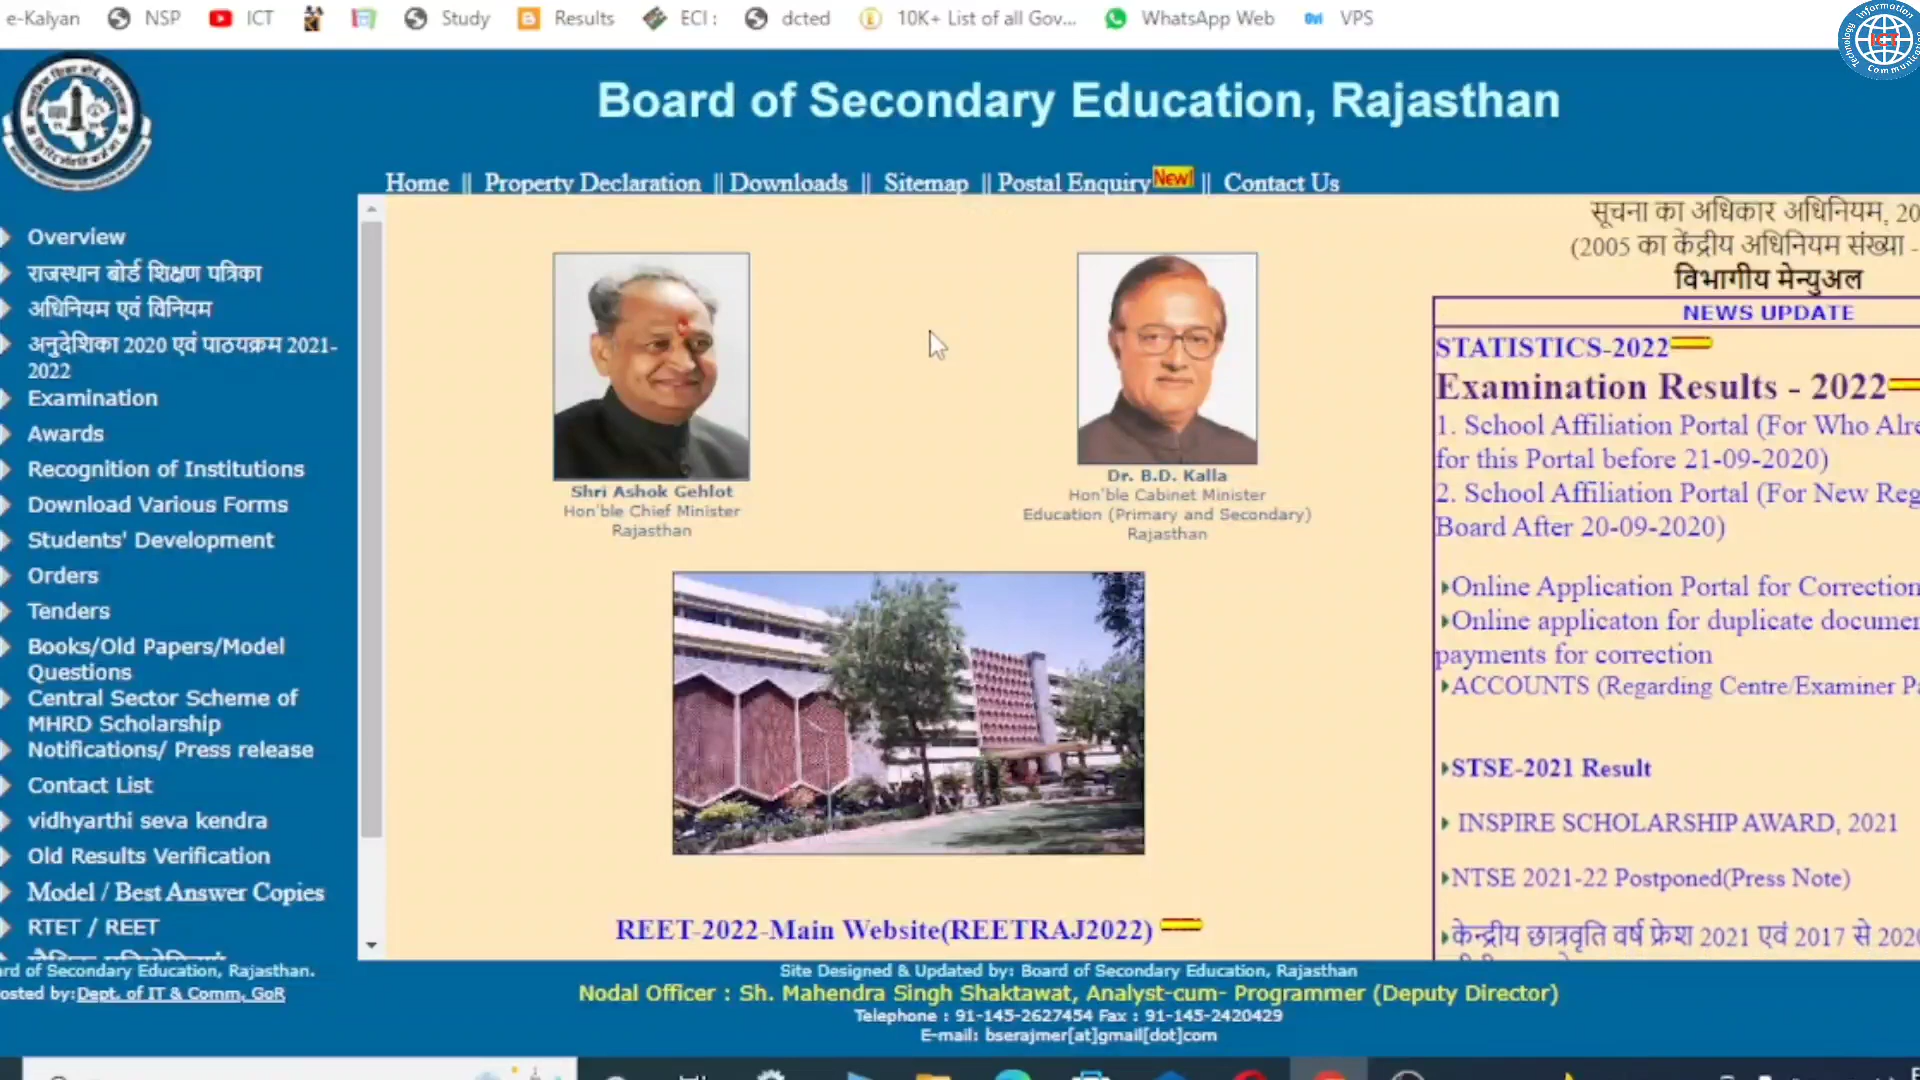 e-Kalyan NSP ICT Study Results ECI : dcted 10K+ List of all Gov... WhatsApp Web VPS
Information Communication Technology
ICT
Board of Secondary Education, Rajasthan
Home || Property Declaration || Downloads || Sitemap || Postal Enquiry New! || Contact Us
Overview
राजस्थान बोर्ड शिक्षण पत्रिका
अधिनियम एवं विनियम
अनुदेशिका 2020 एवं पाठयक्रम 2021-
2022
Examination
Awards
Recognition of Institutions
Download Various Forms
Students' Development
Orders
Tenders
Books/Old Papers/Model
Questions
Central Sector Scheme of
MHRD Scholarship
Notifications/ Press release
Contact List
vidhyarthi seva kendra
Old Results Verification
Model / Best Answer Copies
RTET / REET
Shri Ashok Gehlot
Hon'ble Chief Minister
Rajasthan
Dr. B.D. Kalla
Hon'ble Cabinet Minister
Education (Primary and Secondary)
Rajasthan
REET-2022-Main Website(REETRAJ2022)
सूचना का अधिकार अधिनियम, 20
(2005 का केंद्रीय अधिनियम संख्या -
विभागीय मेन्युअल
NEWS UPDATE
STATISTICS-2022
Examination Results - 2022
1. School Affiliation Portal (For Who Alre
for this Portal before 21-09-2020)
2. School Affiliation Portal (For New Reg
Board After 20-09-2020)
Online Application Portal for Correction
Online applicaton for duplicate documen
payments for correction
ACCOUNTS (Regarding Centre/Examiner Pa
STSE-2021 Result
INSPIRE SCHOLARSHIP AWARD, 2021
NTSE 2021-22 Postponed(Press Note)
केन्द्रीय छात्रवृति वर्ष फ्रेश 2021 एवं 2017 से 2020
rd of Secondary Education, Rajasthan.
osted by:Dept. of IT & Comm, GoR
Site Designed & Updated by: Board of Secondary Education, Rajasthan
Nodal Officer : Sh. Mahendra Singh Shaktawat, Analyst-cum- Programmer (Deputy Director)
Telephone : 91-145-2627454 Fax : 91-145-2420429
E-mail: bserajmer[at]gmail[dot]com